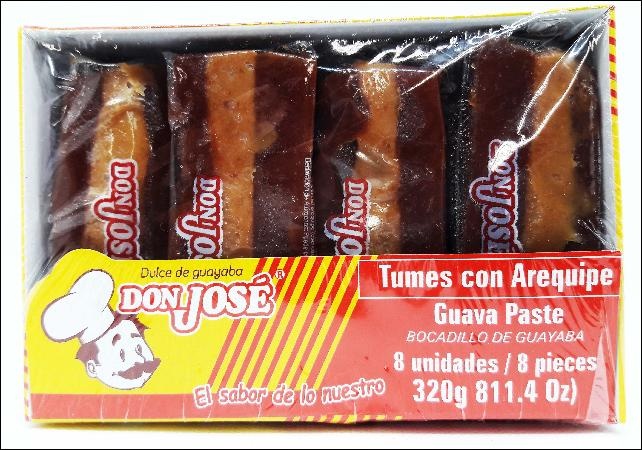 DON JOSÉ
DON JOSÉ
DON JOSÉ
Dulce de guayaba
DON JOSÉ®
El sabor de lo nuestro
Tumes con Arequipe
Guava Paste
BOCADILLO DE GUAYABA
8 unidades / 8 pieces
320g 811.4 Oz)